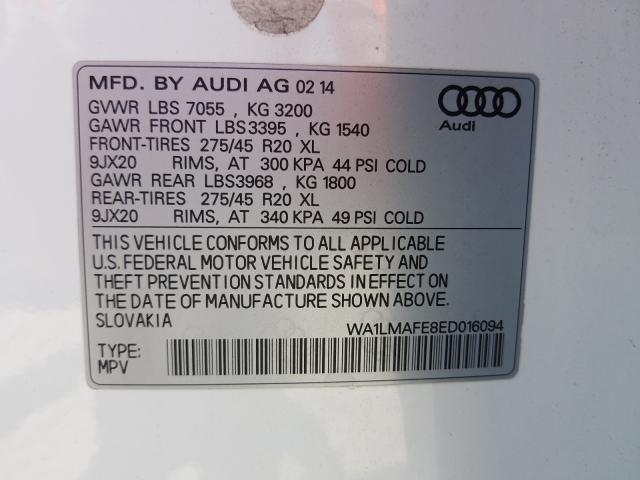 MFD. BY AUDI AG 02 14
GVWR LBS 7055 , KG 3200
GAWR FRONT LBS3395 , KG 1540
FRONT-TIRES 275/45 R20 XL
9JX20 RIMS, AT 300 KPA 44 PSI COLD
GAWR REAR LBS3968 , KG 1800
REAR-TIRES 275/45 R20 XL
9JX20 RIMS, AT 340 KPA 49 PSI COLD
Audi
THIS VEHICLE CONFORMS TO ALL APPLICABLE
U.S. FEDERAL MOTOR VEHICLE SAFETY AND
THEFT PREVENTION STANDARDS IN EFFECT ON
THE DATE OF MANUFACTURE SHOWN ABOVE.
SLOVAKIA WA1LMAFE8ED016094
TYPE:
MPV